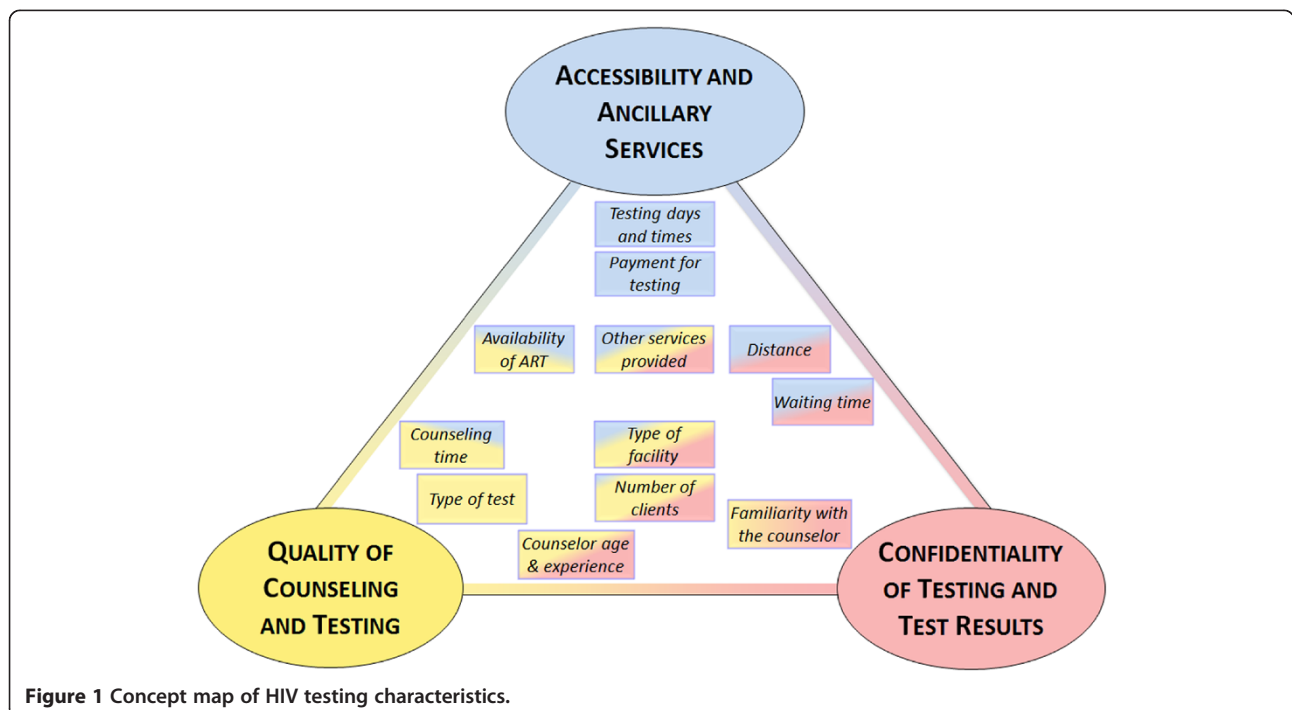 ACCESSIBILITY AND
ANCILLARY
SERVICES
Testing days
and times
Payment for
testing
Availability
of ART
Other services
provided
Distance
Waiting time
Counseling
time
Type of
facility
Type of test
Number of
clients
Familiarity with
the counselor
Counselor age
& experience
QUALITY OF
COUNSELING
AND TESTING
CONFIDENTIALITY
OF TESTING AND
TEST RESULTS
Figure 1 Concept map of HIV testing characteristics.